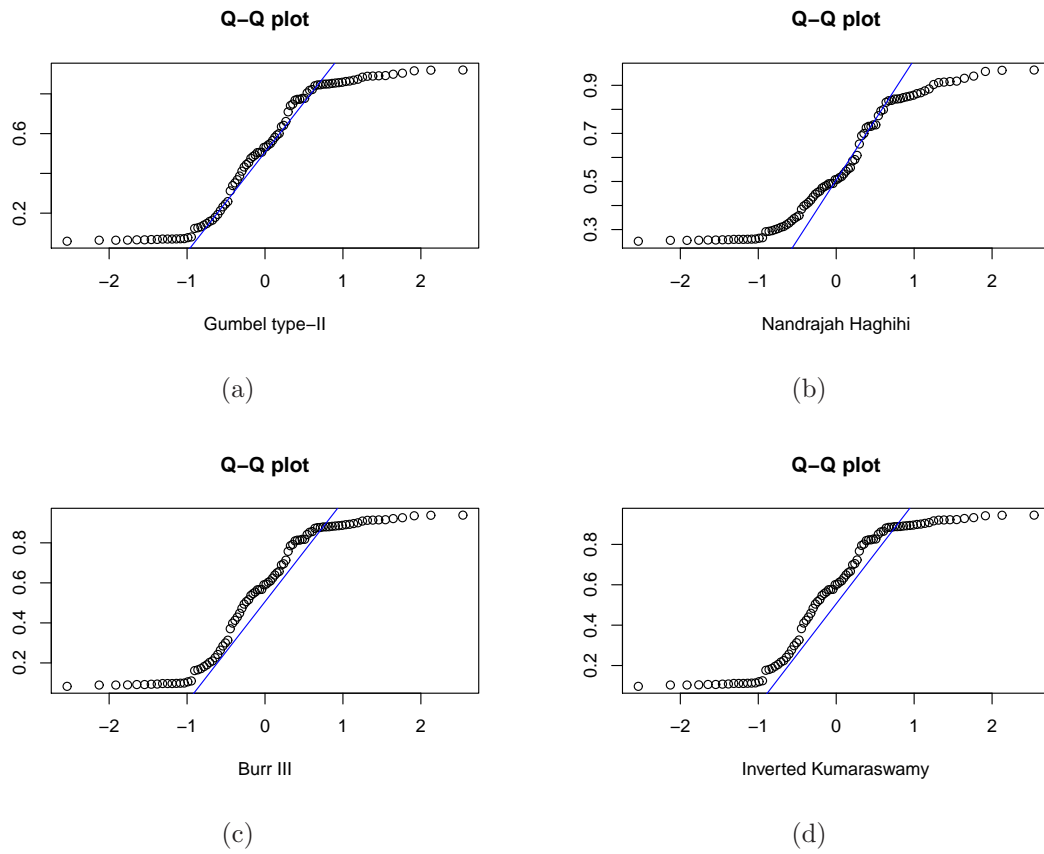 Q−Q plot
0.2 0.6
−2 −1 0 1 2
Gumbel type−II
(a)
Q−Q plot
0.3 0.5 0.7 0.9
−2 −1 0 1 2
Nandrajah Haghihi
(b)
Q−Q plot
0.2 0.4 0.6 0.8
−2 −1 0 1 2
Burr III
(c)
Q−Q plot
0.2 0.4 0.6 0.8
−2 −1 0 1 2
Inverted Kumaraswamy
(d)